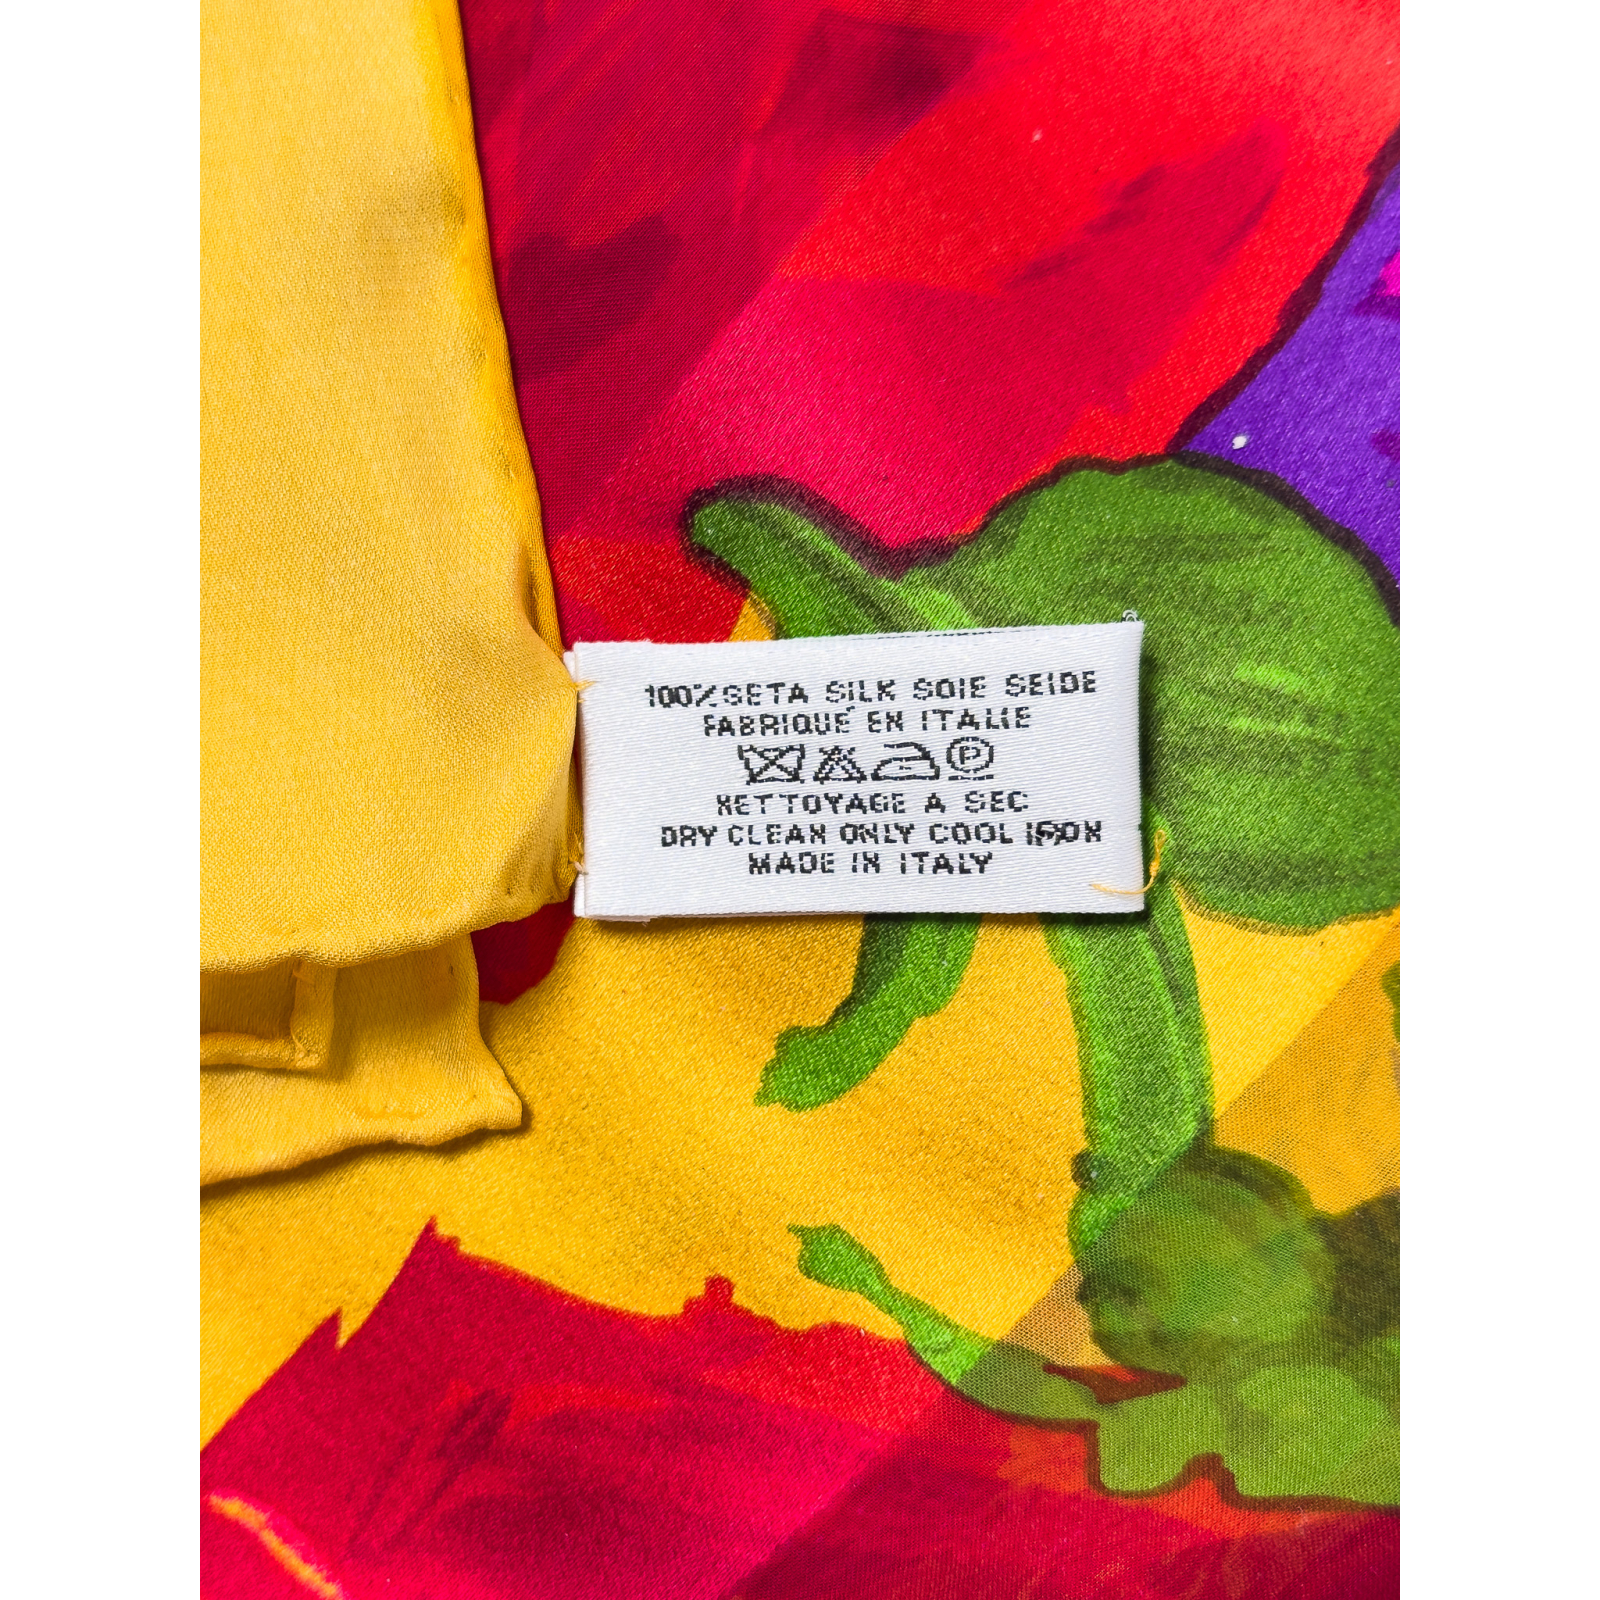 100% SETA SILK SOIE SEIDE
FABRIQUÉ EN ITALIE
P
NETTOYAGE A SEC
DRY CLEAN ONLY COOL IRON
MADE IN ITALY